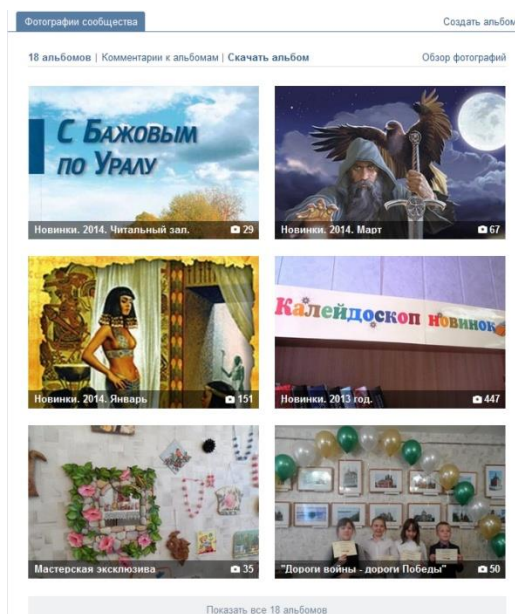 Фотографии сообщества
Создать альбом
18 альбомов | Комментарии к альбомам | Скачать альбом
Обзор фотографий
С БАЖОВЫМ
ПО УРАЛУ
Новинки. 2014. Читальный зал. 29
Новинки. 2014. Март 67
Новинки. 2014. Январь 151
Калейдоскоп новинок
Новинки. 2013 год. 447
Мастерская эксклюзива 35
"Дороги войны - дороги Победы" 50
Показать все 18 альбомов